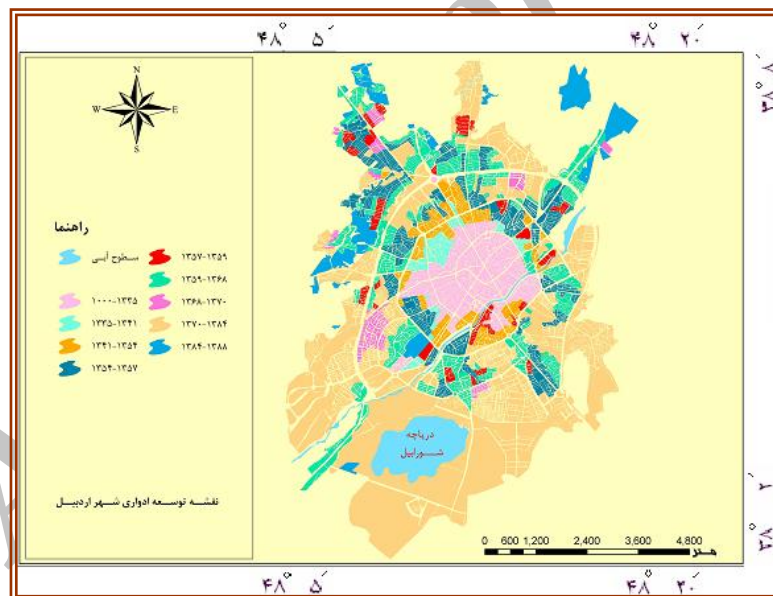 ۴۸° ۵´ ۴۸° ۲۰´
N
W E
S
راهنما
سطوح آبی
۱۰۰۰-۱۳۳۵
۱۳۳۵-۱۳۴۱
۱۳۴۱-۱۳۵۴
۱۳۵۴-۱۳۵۷
۱۳۵۷-۱۳۵۹
۱۳۵۹-۱۳۶۸
۱۳۶۸-۱۳۷۰
۱۳۷۰-۱۳۸۴
۱۳۸۴-۱۳۸۸
دریاچه
شورابیل
نقشه توسعه ادواری شهر اردبیل
0 600 1,200 2,400 3,600 4,800
متر
۴۸° ۵´ ۴۸° ۲۰´